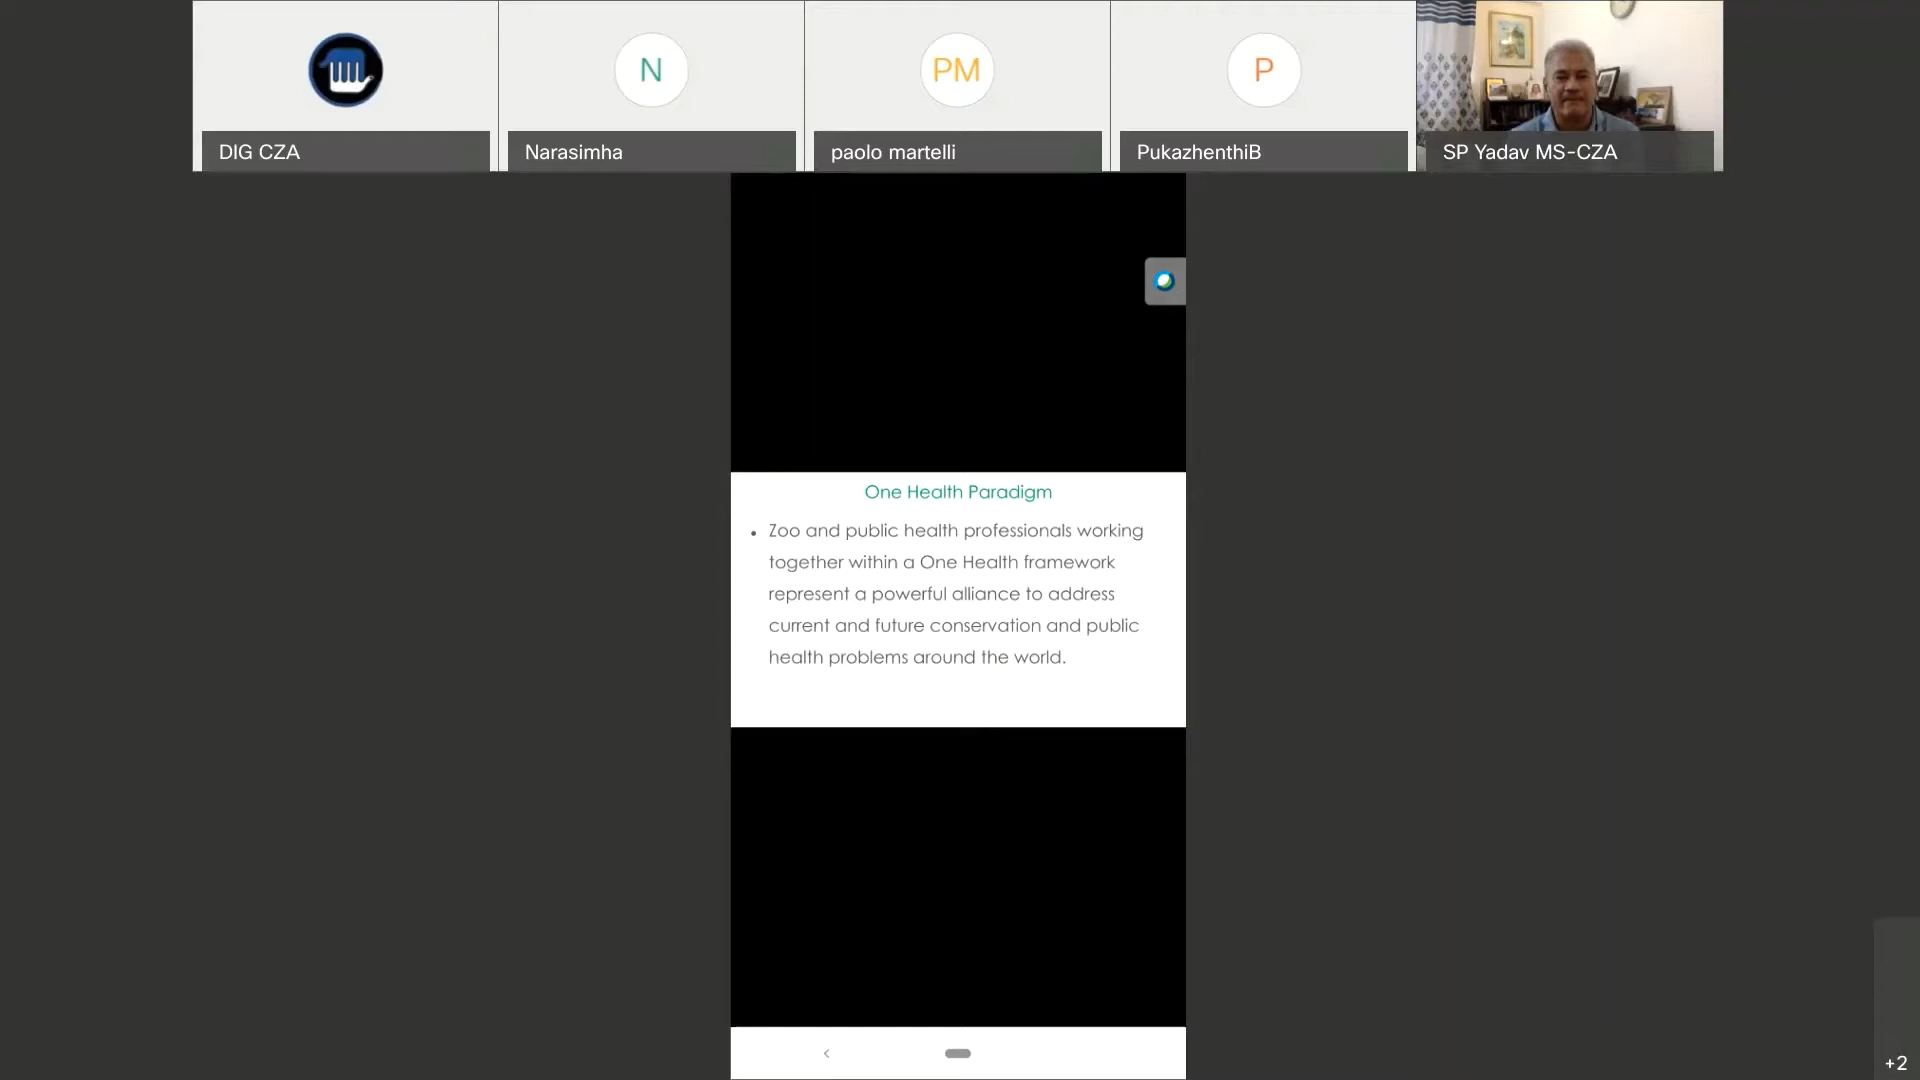 DIG CZA
N
Narasimha
PM
paolo martelli
P
PukazhenthiB
SP Yadav MS-CZA
One Health Paradigm
• Zoo and public health professionals working
together within a One Health framework
represent a powerful alliance to address
current and future conservation and public
health problems around the world.
+2